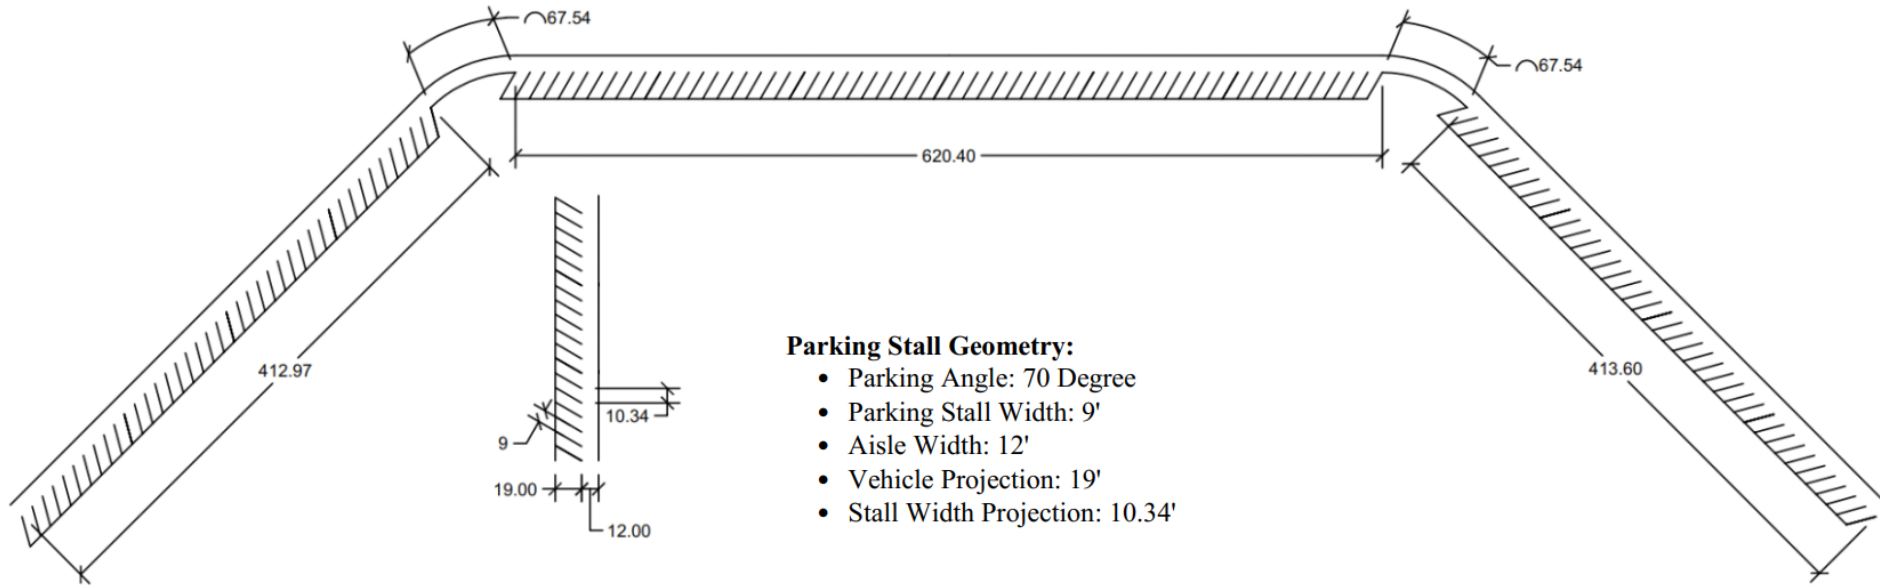 ⌒67.54
⌒67.54
620.40
412.97
413.60
10.34
9
19.00
12.00
Parking Stall Geometry:
• Parking Angle: 70 Degree
• Parking Stall Width: 9'
• Aisle Width: 12'
• Vehicle Projection: 19'
• Stall Width Projection: 10.34'